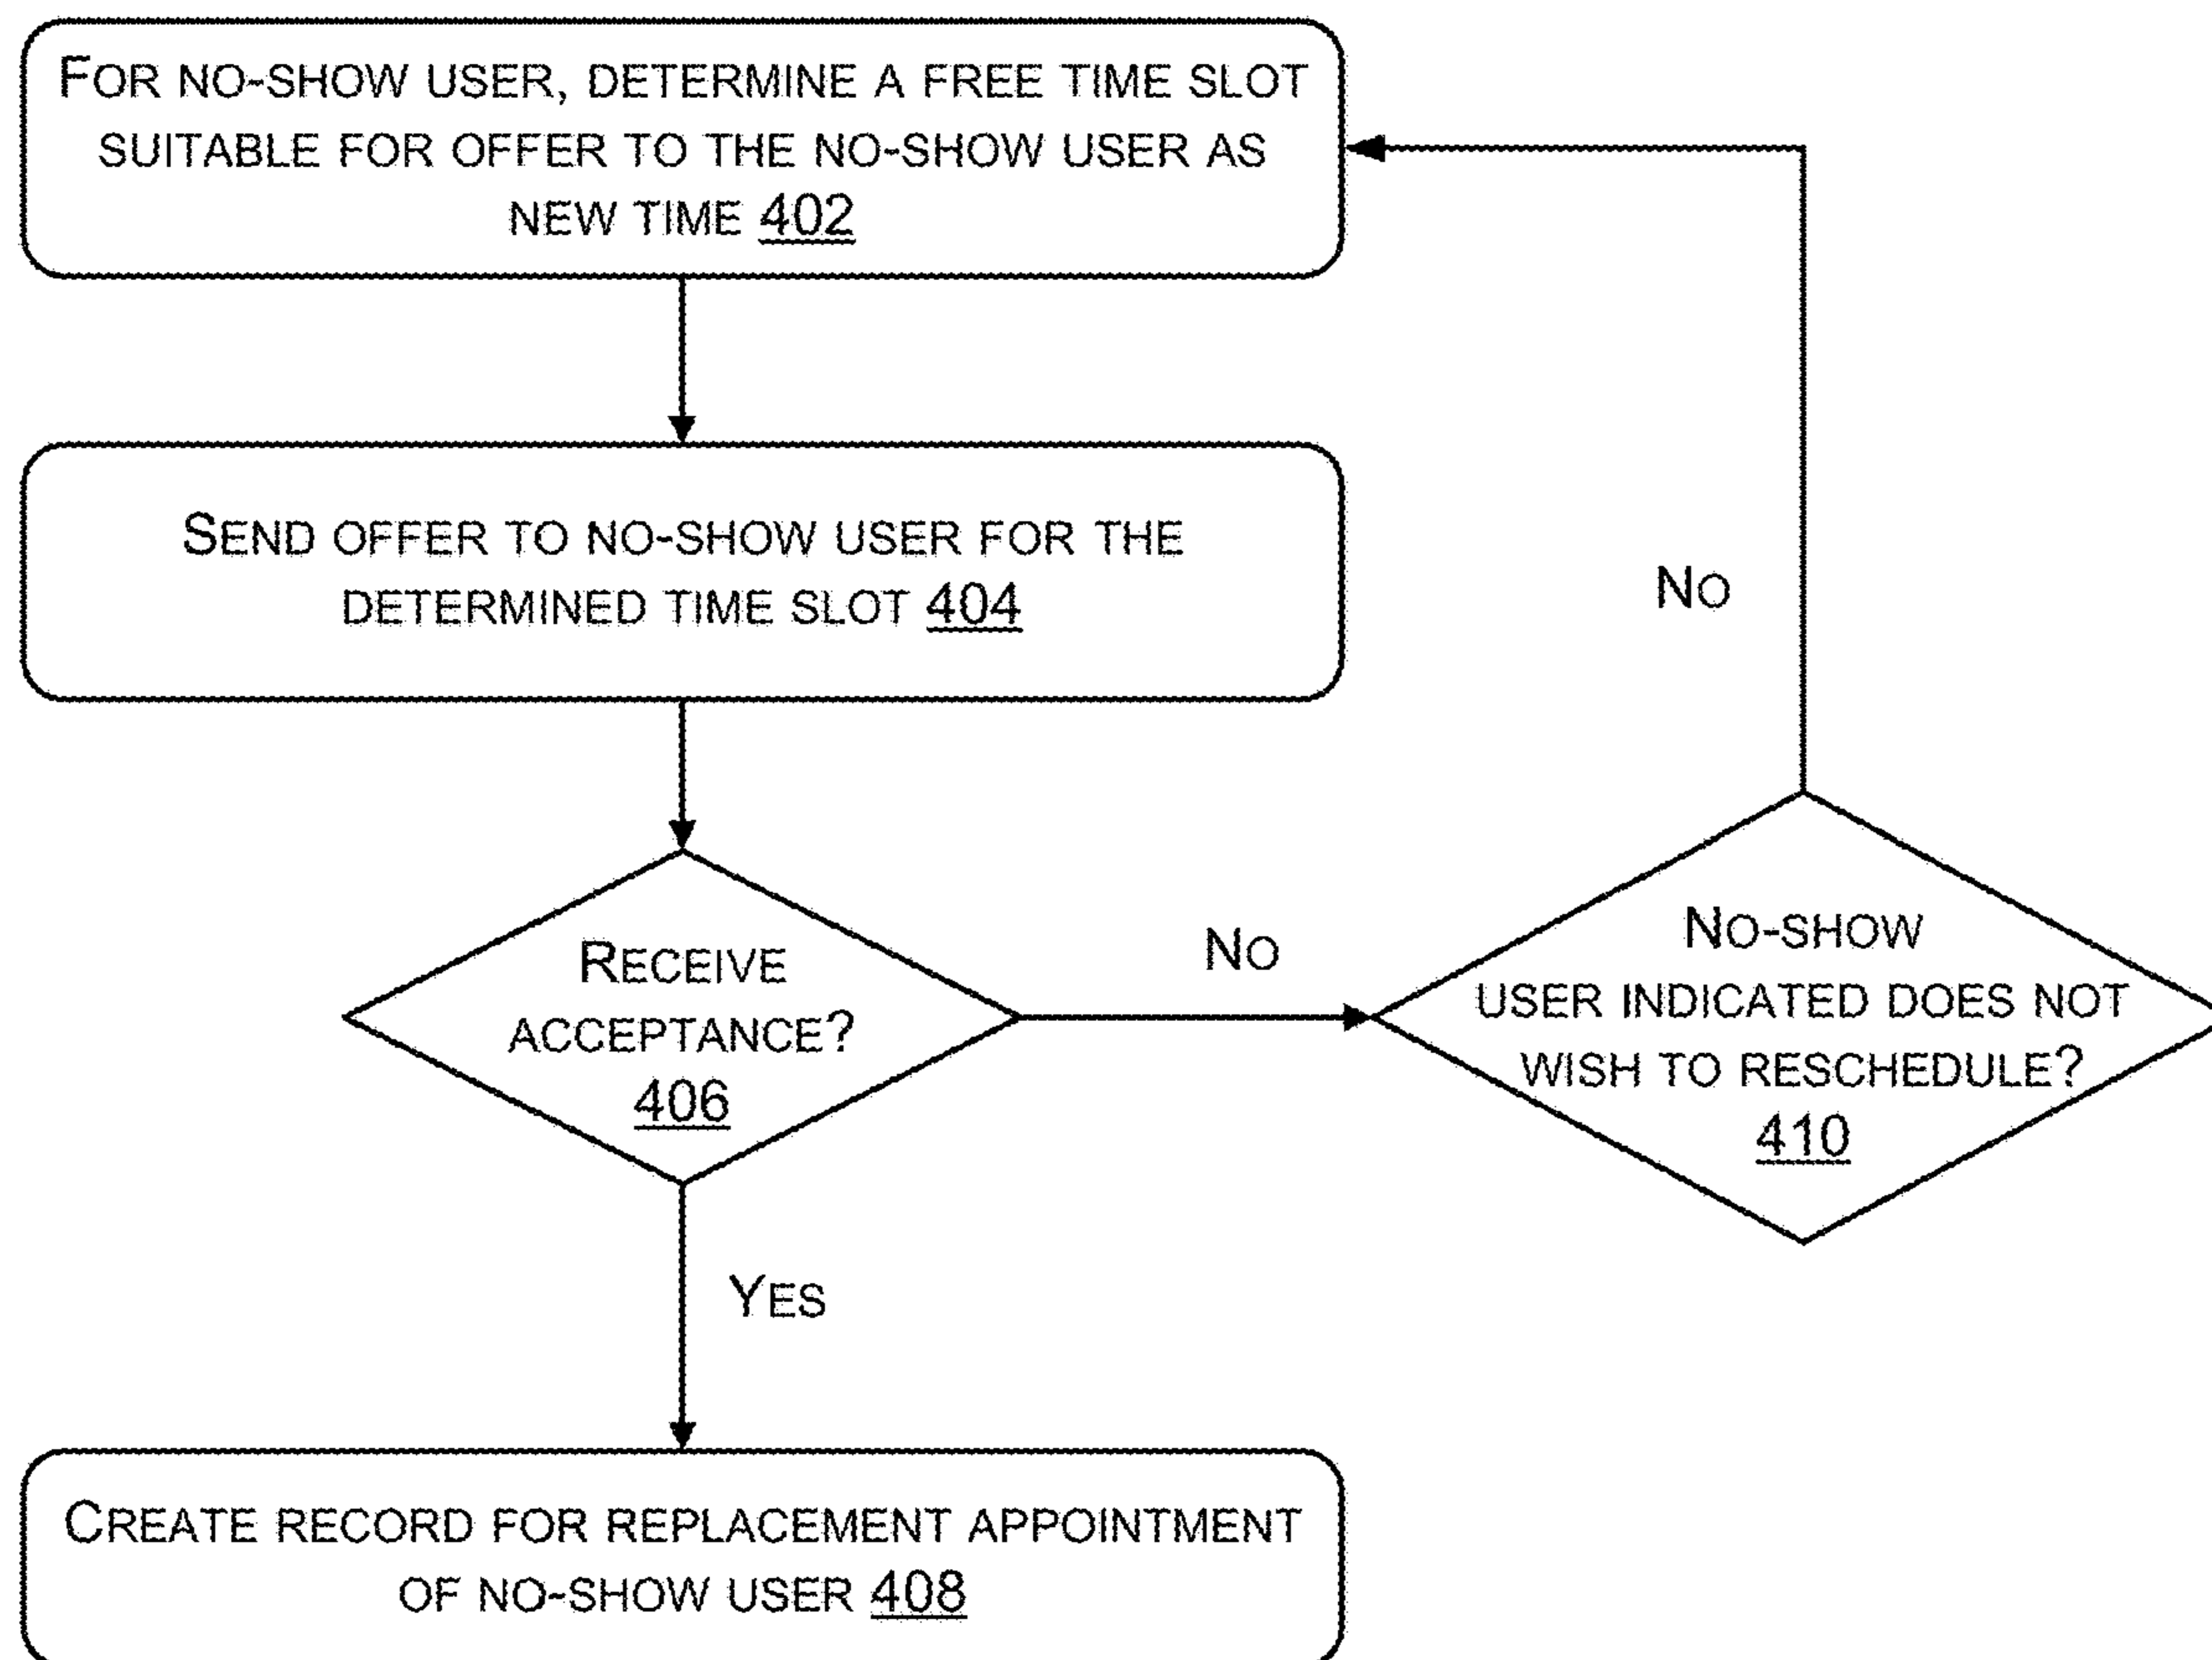 FOR NO-SHOW USER, DETERMINE A FREE TIME SLOT
SUITABLE FOR OFFER TO THE NO-SHOW USER AS
NEW TIME 402
SEND OFFER TO NO-SHOW USER FOR THE
DETERMINED TIME SLOT 404
NO
RECEIVE
ACCEPTANCE?
406
NO
NO-SHOW
USER INDICATED DOES NOT
WISH TO RESCHEDULE?
410
YES
CREATE RECORD FOR REPLACEMENT APPOINTMENT
OF NO-SHOW USER 408